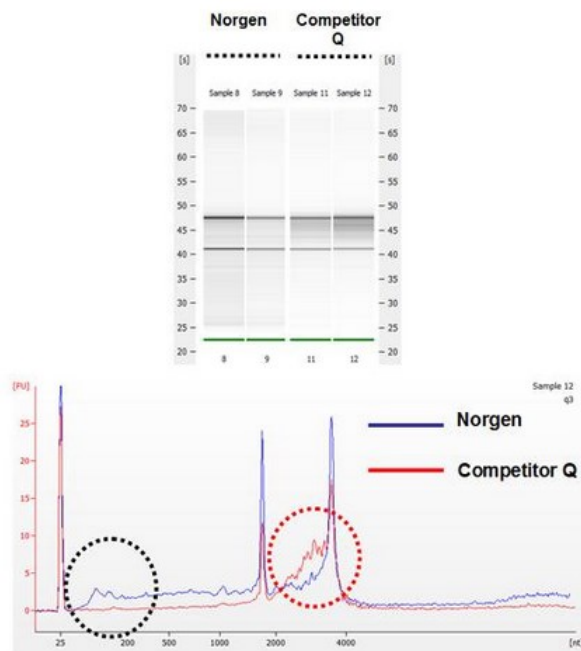 Norgen
Competitor
Q
[s] [s]
Sample 8 Sample 9 Sample 11 Sample 12
70 70
65 65
60 60
55 55
50 50
45 45
40 40
35 35
30 30
25 25
20 20
8 9 11 12
[FU]
Sample 12
q3
25
20
15
10
5
0
Norgen
Competitor Q
25 200 500 1000 2000 4000 [nt]